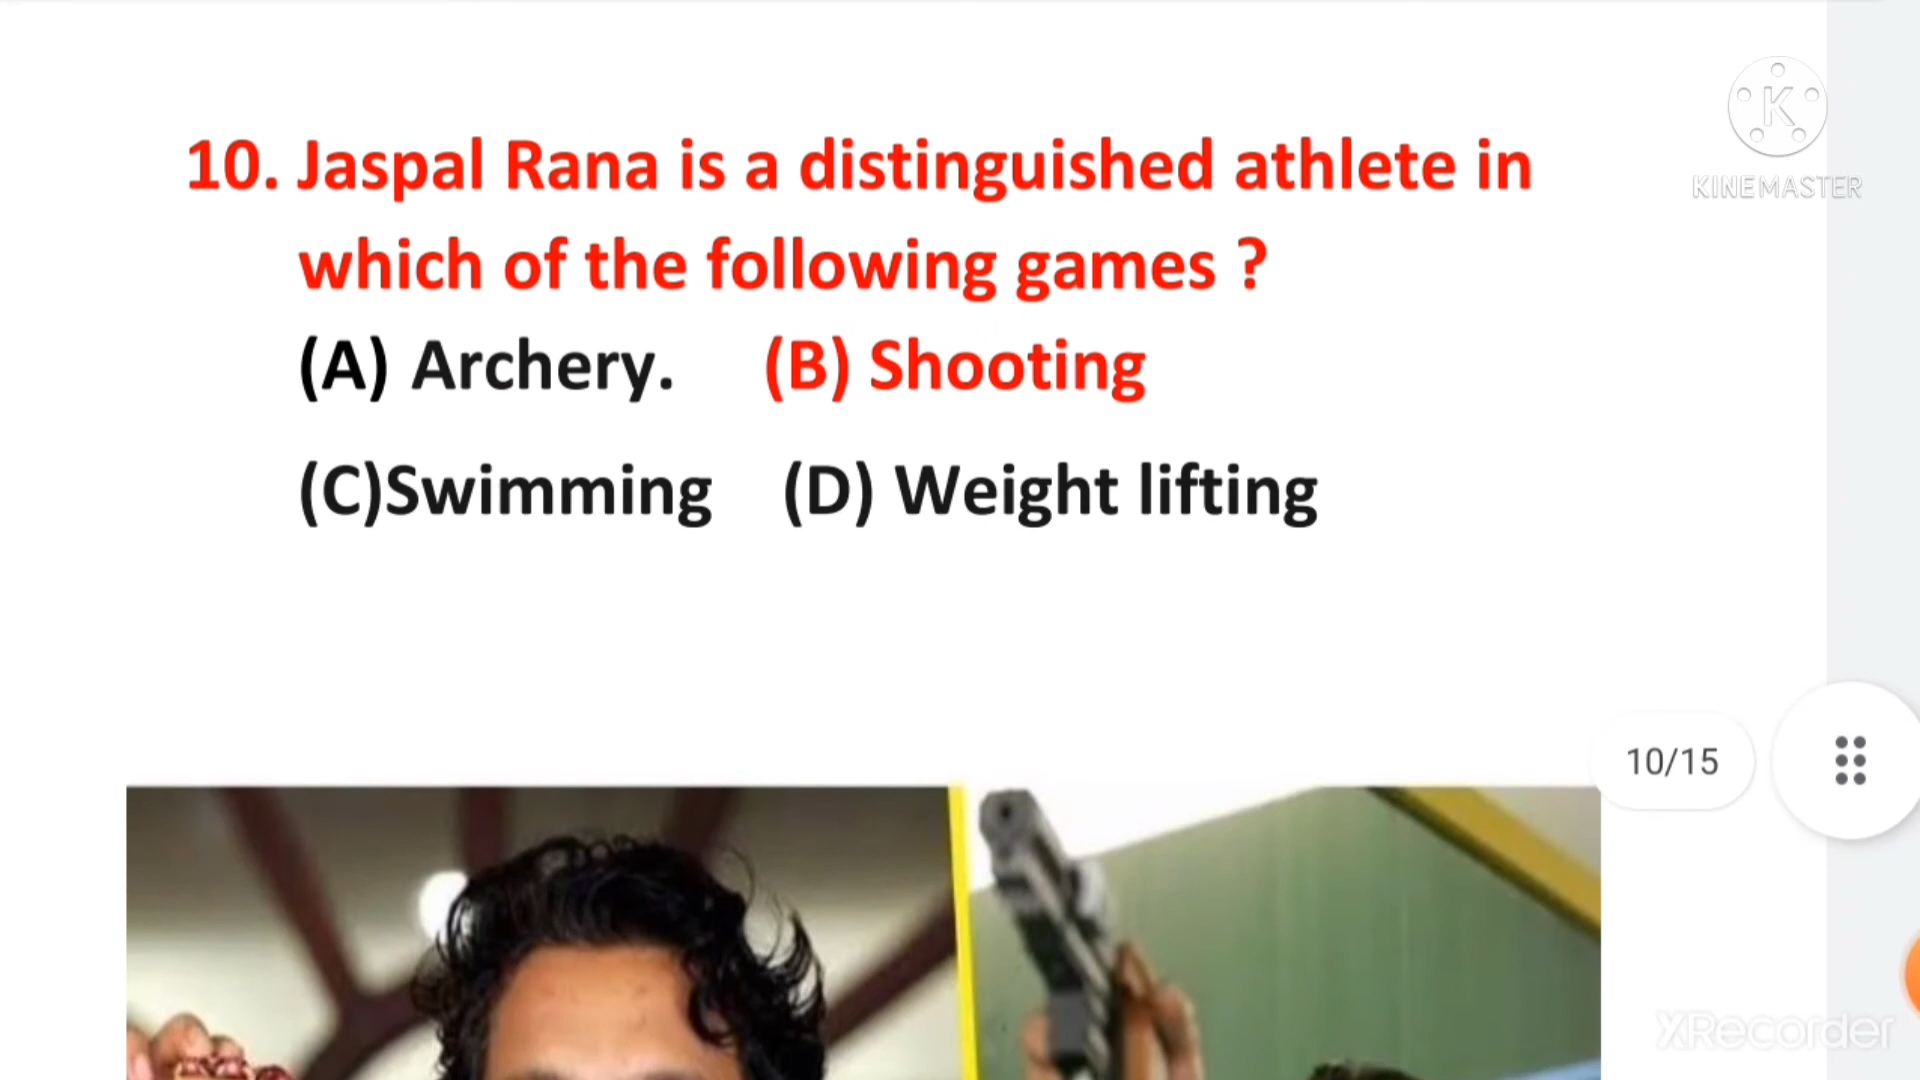 10. Jaspal Rana is a distinguished athlete in
which of the following games ?
(A) Archery. (B) Shooting
(C)Swimming (D) Weight lifting
K
KINEMASTER
10/15
XRecorder